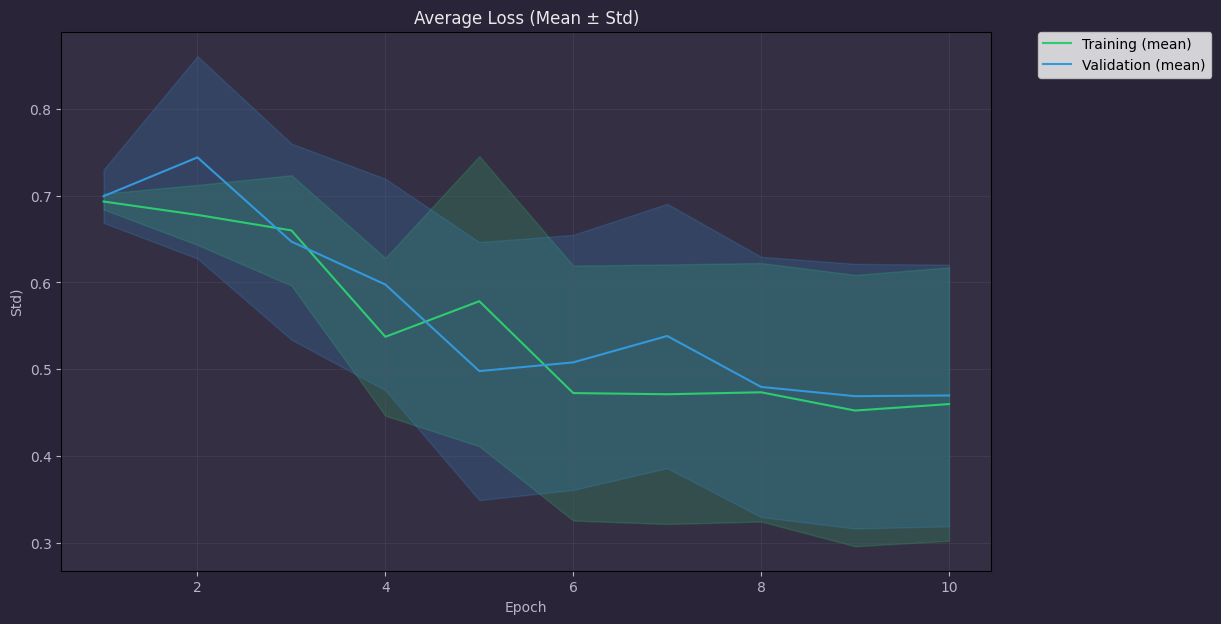 Average Loss (Mean ± Std)
Training (mean)
Validation (mean)
0.8
0.7
0.6
0.5
0.4
0.3
Std)
2
4
6
8
10
Epoch